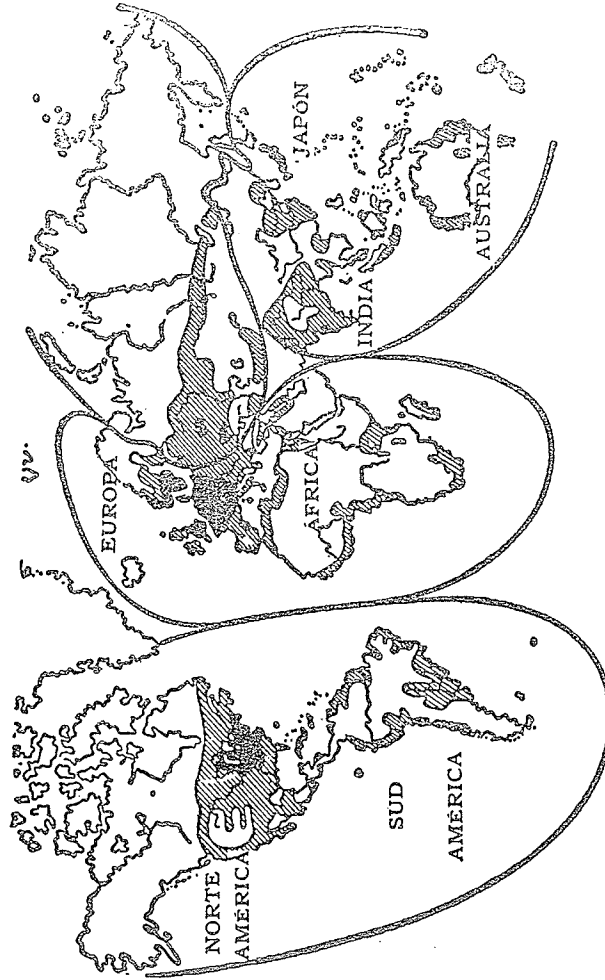 NORTE
AMÉRICA
SUD
AMÉRICA
EUROPA
ÁFRICA
INDIA
JAPÓN
AUSTRALIA